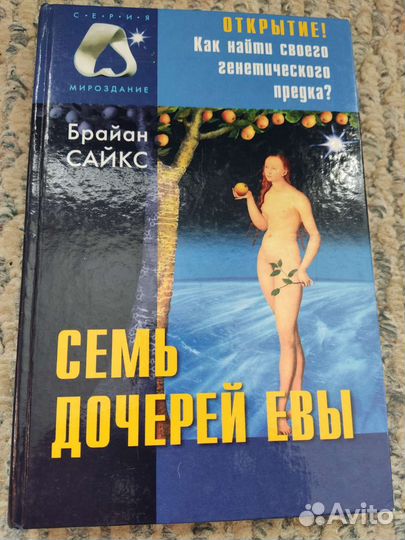 С·Е·Р·И·Я
МИРОЗДАНИЕ
ОТКРЫТИЕ!
Как найти своего
генетического
предка?
Брайан
САЙКС
СЕМЬ
ДОЧЕРЕЙ ЕВЫ
Avito